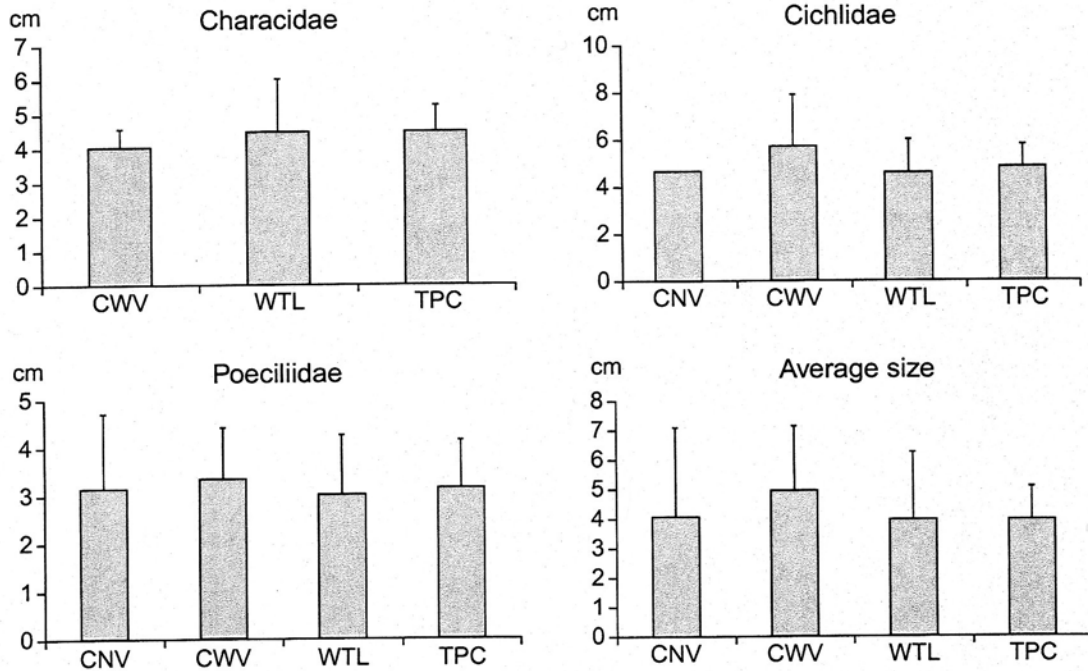 cm
Characidae
7
6
5
4
3
2
1
0
CWV WTL TPC
cm
Cichlidae
10
8
6
4
2
0
CNV CWV WTL TPC
cm
Poeciliidae
5
4
3
2
1
0
CNV CWV WTL TPC
cm
Average size
8
7
6
5
4
3
2
1
0
CNV CWV WTL TPC